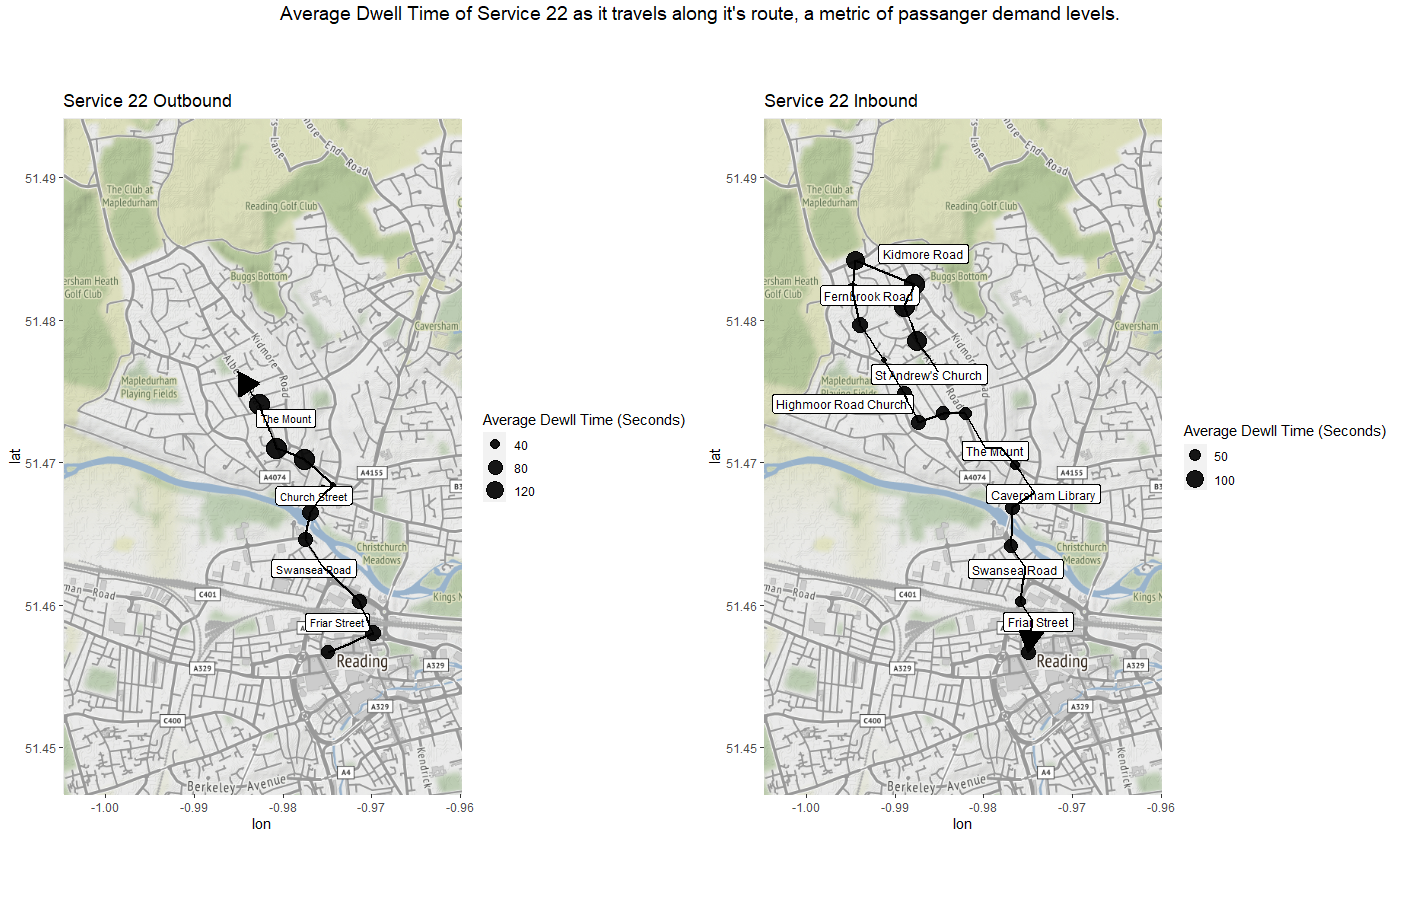 Average Dwell Time of Service 22 as it travels along it's route, a metric of passanger demand levels.
Service 22 Outbound
51.49
51.48
51.47
51.46
51.45
lat
-1.00
-0.99
-0.98
-0.97
-0.96
lon
The Club at
Mapledurham
Reading Golf Club
End Road
Lane
ersham Heath
Golf Club
Buggs Bottom
Caversham
Kidmore Road
Mapledurham
Playing Fields
The Mount
A4074
A4155
Church Street
Christchurch
Meadows
Swansea Road
C401
Kings M
Friar Street
Reading
A329
A329
A329
C400
A4
Kendrick
Berkeley Avenue
Average Dewll Time (Seconds)
40
80
120
Service 22 Inbound
51.49
51.48
51.47
51.46
51.45
lat
-1.00
-0.99
-0.98
-0.97
-0.96
lon
The Club at
Mapledurham
Reading Golf Club
End Road
Lane
Kidmore Road
ersham Heath
Golf Club
Buggs Bottom
Fernbrook Road
Caversham
St Andrew's Church
Highmoor Road Church
The Mount
A4074
A4155
Caversham Library
Christchurch
Meadows
Swansea Road
C401
Kings M
Friar Street
Reading
A329
A329
A329
C400
A4
Kendrick
Berkeley Avenue
Average Dewll Time (Seconds)
50
100